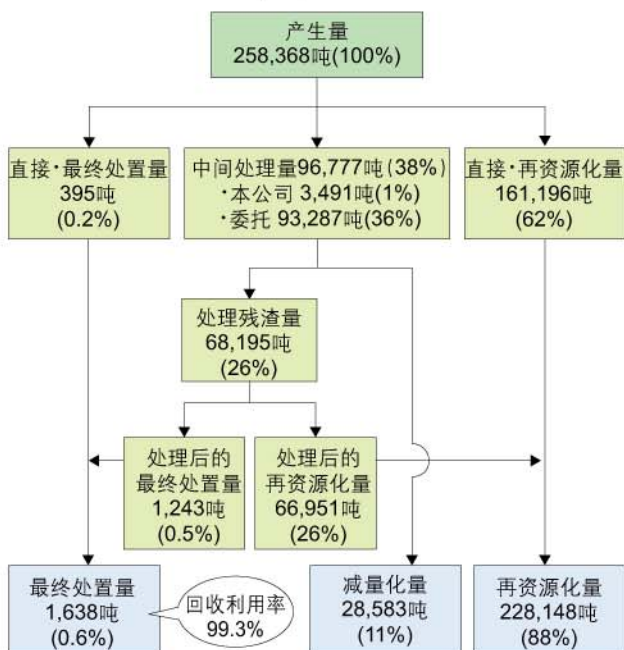 产生量
258,368吨(100%)
直接·最终处置量
395吨
(0.2%)
中间处理量96,777吨(38%)
·本公司 3,491吨(1%)
·委托 93,287吨(36%)
直接·再资源化量
161,196吨
(62%)
处理残渣量
68,195吨
(26%)
处理后的
最终处置量
1,243吨
(0.5%)
处理后的
再资源化量
66,951吨
(26%)
最终处置量
1,638吨
(0.6%)
回收利用率
99.3%
减量化量
28,583吨
(11%)
再资源化量
228,148吨
(88%)